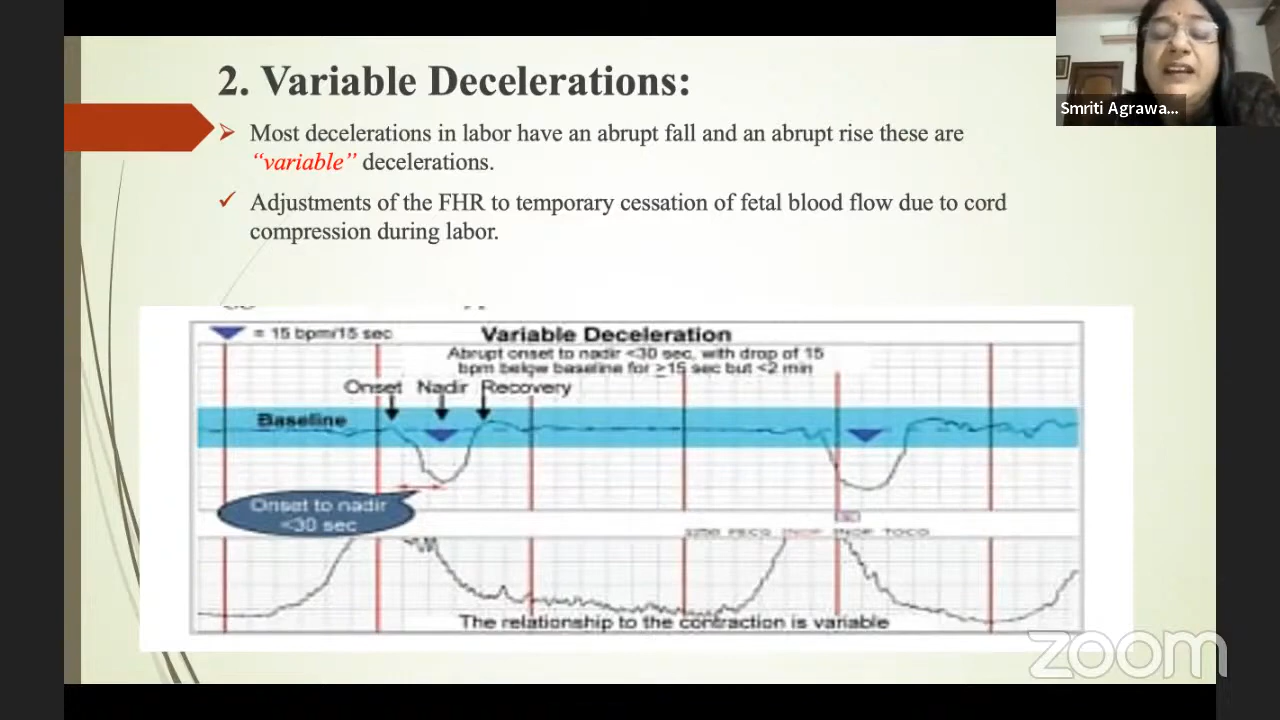 2. Variable Decelerations:
Smriti Agrawa...
➢ Most decelerations in labor have an abrupt fall and an abrupt rise these are
“variable” decelerations.
✓ Adjustments of the FHR to temporary cessation of fetal blood flow due to cord
compression during labor.
= 15 bpm/15 sec
Variable Deceleration
Abrupt onset to nadir <30 sec, with drop of 15
bpm below baseline for ≥15 sec but <2 min
Onset Nadir Recovery
Baseline
Onset to nadir
<30 sec
INOP INOP TOCO
The relationship to the contraction is variable
zoom